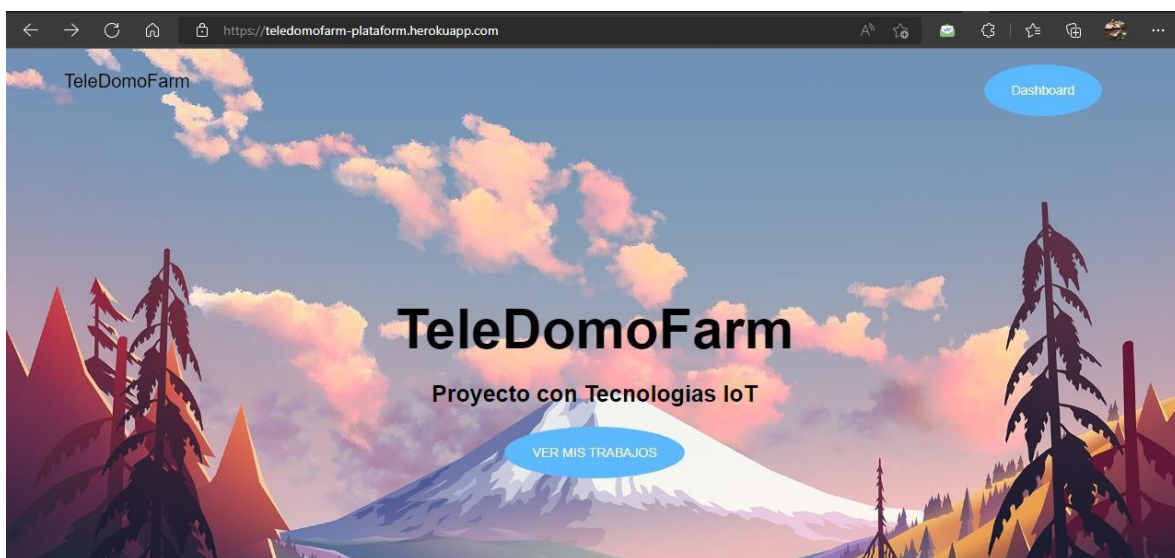 https://teledomofarm-plataform.herokuapp.com
TeleDomoFarm
Dashboard
TeleDomoFarm
Proyecto con Tecnologias IoT
VER MIS TRABAJOS